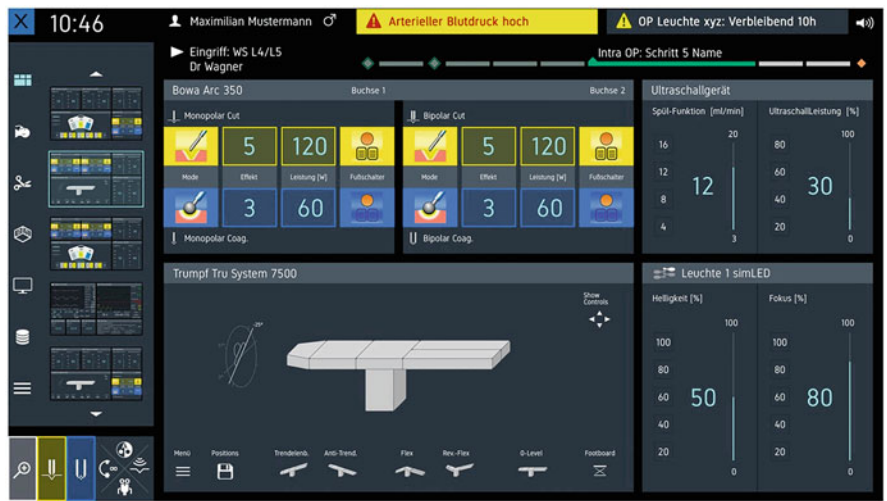 10:46
Maximilian Mustermann
Arterieller Blutdruck hoch
OP Leuchte xyz: Verbleibend 10h
Eingriff: WS L4/L5
Dr Wagner
Intra OP: Schritt 5 Name
Bowa Arc 350
Buchse 1
Buchse 2
Monopolar Cut
5
120
Mode
Effekt
Leistung [W]
Fußschalter
3
60
Monopolar Coag.
Bipolar Cut
5
120
Mode
Effekt
Leistung [W]
Fußschalter
3
60
Bipolar Coag.
Ultraschallgerät
Spül-Funktion [ml/min]
20
16
12
8
4
12
3
UltraschallLeistung [%]
100
80
60
40
20
30
0
Trumpf Tru System 7500
Show
Controls
-25°
Menü
Positions
Trendelenb.
Anti-Trend.
Flex
Rev.-Flex
0-Level
Footboard
Leuchte 1 simLED
Helligkeit [%]
100
100
80
60
40
20
50
0
Fokus [%]
100
100
80
60
40
20
80
0